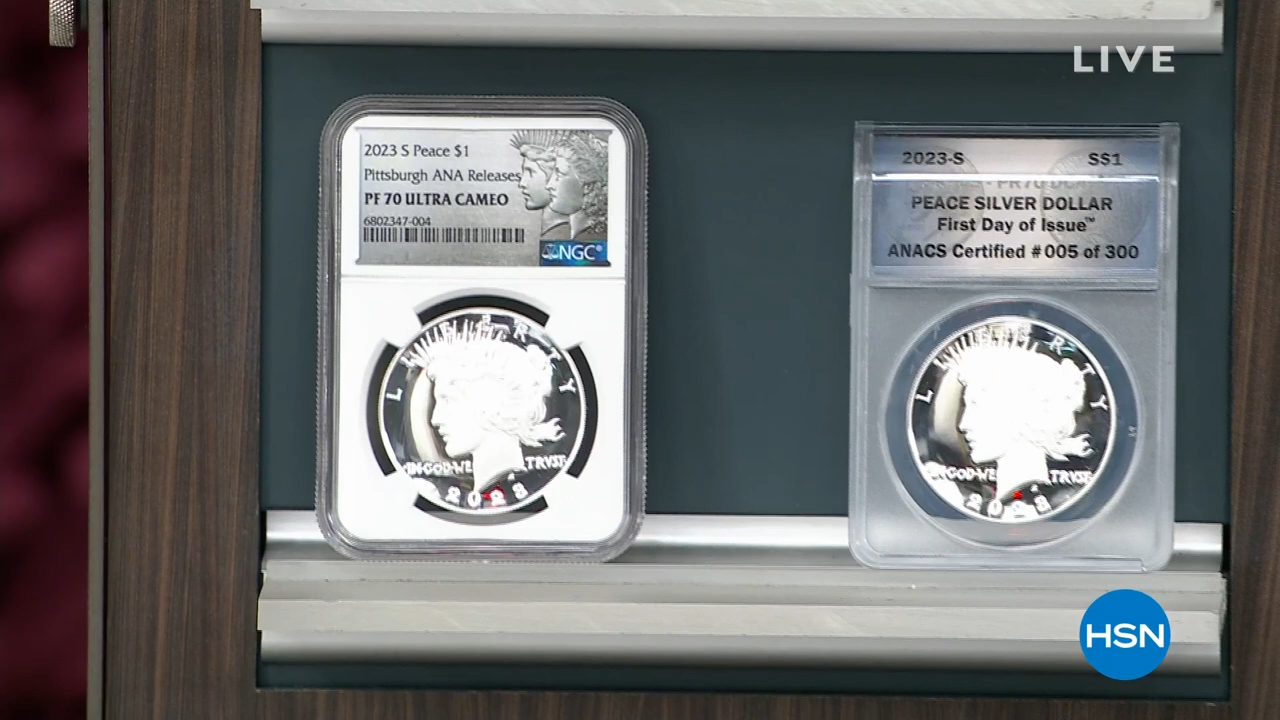 LIVE
2023 S Peace $1
Pittsburgh ANA Releases
PF 70 ULTRA CAMEO
6802347-004
NGC
LIBERTY
IN GOD WE TRVST
2023
2023-S S$1
PEACE SILVER DOLLAR
First Day of Issue™
ANACS Certified #005 of 300
LIBERTY
IN GOD WE TRVST
2023
HSN